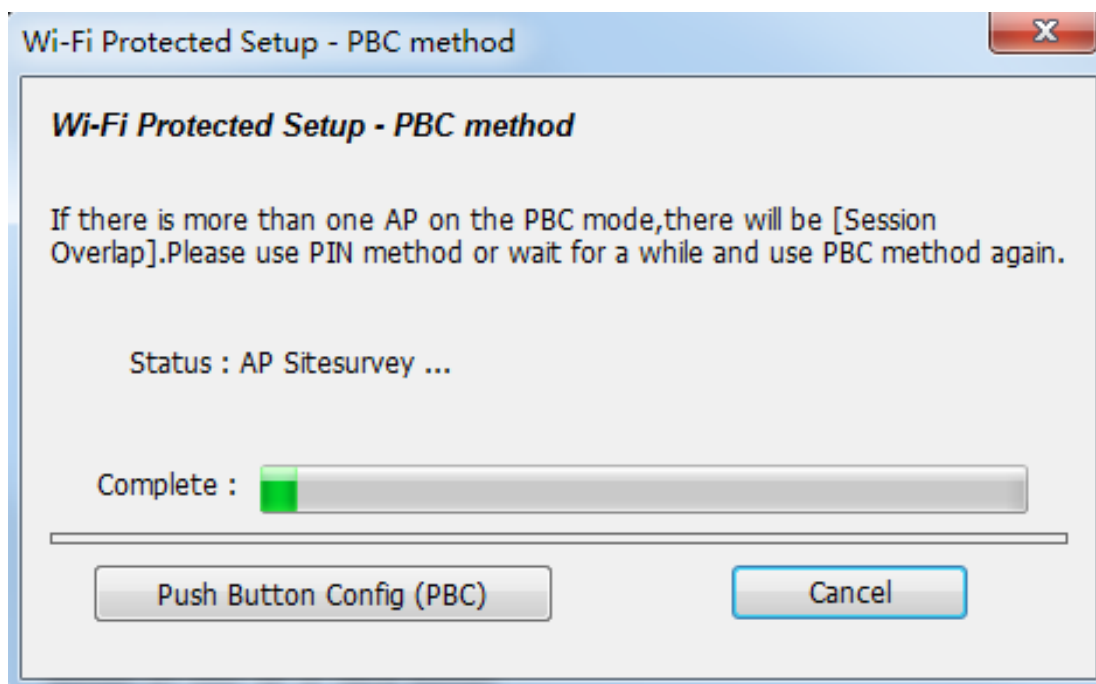 Wi-Fi Protected Setup - PBC method
Wi-Fi Protected Setup - PBC method
If there is more than one AP on the PBC mode,there will be [Session
Overlap].Please use PIN method or wait for a while and use PBC method again.
Status : AP Sitesurvey ...
Complete :
Push Button Config (PBC)
Cancel